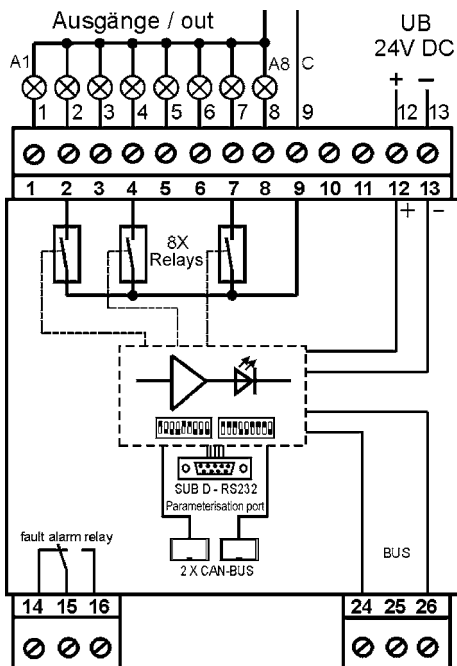 Ausgänge / out
UB
24V DC
A1
A8
C
+ −
1 2 3 4 5 6 7 8 9 12 13
1 2 3 4 5 6 7 8 9 10 11 12 13
+ −
8X
Relays
SUB D - RS232
Parameterisation port
2 X CAN-BUS
fault alarm relay
BUS
14 15 16
24 25 26